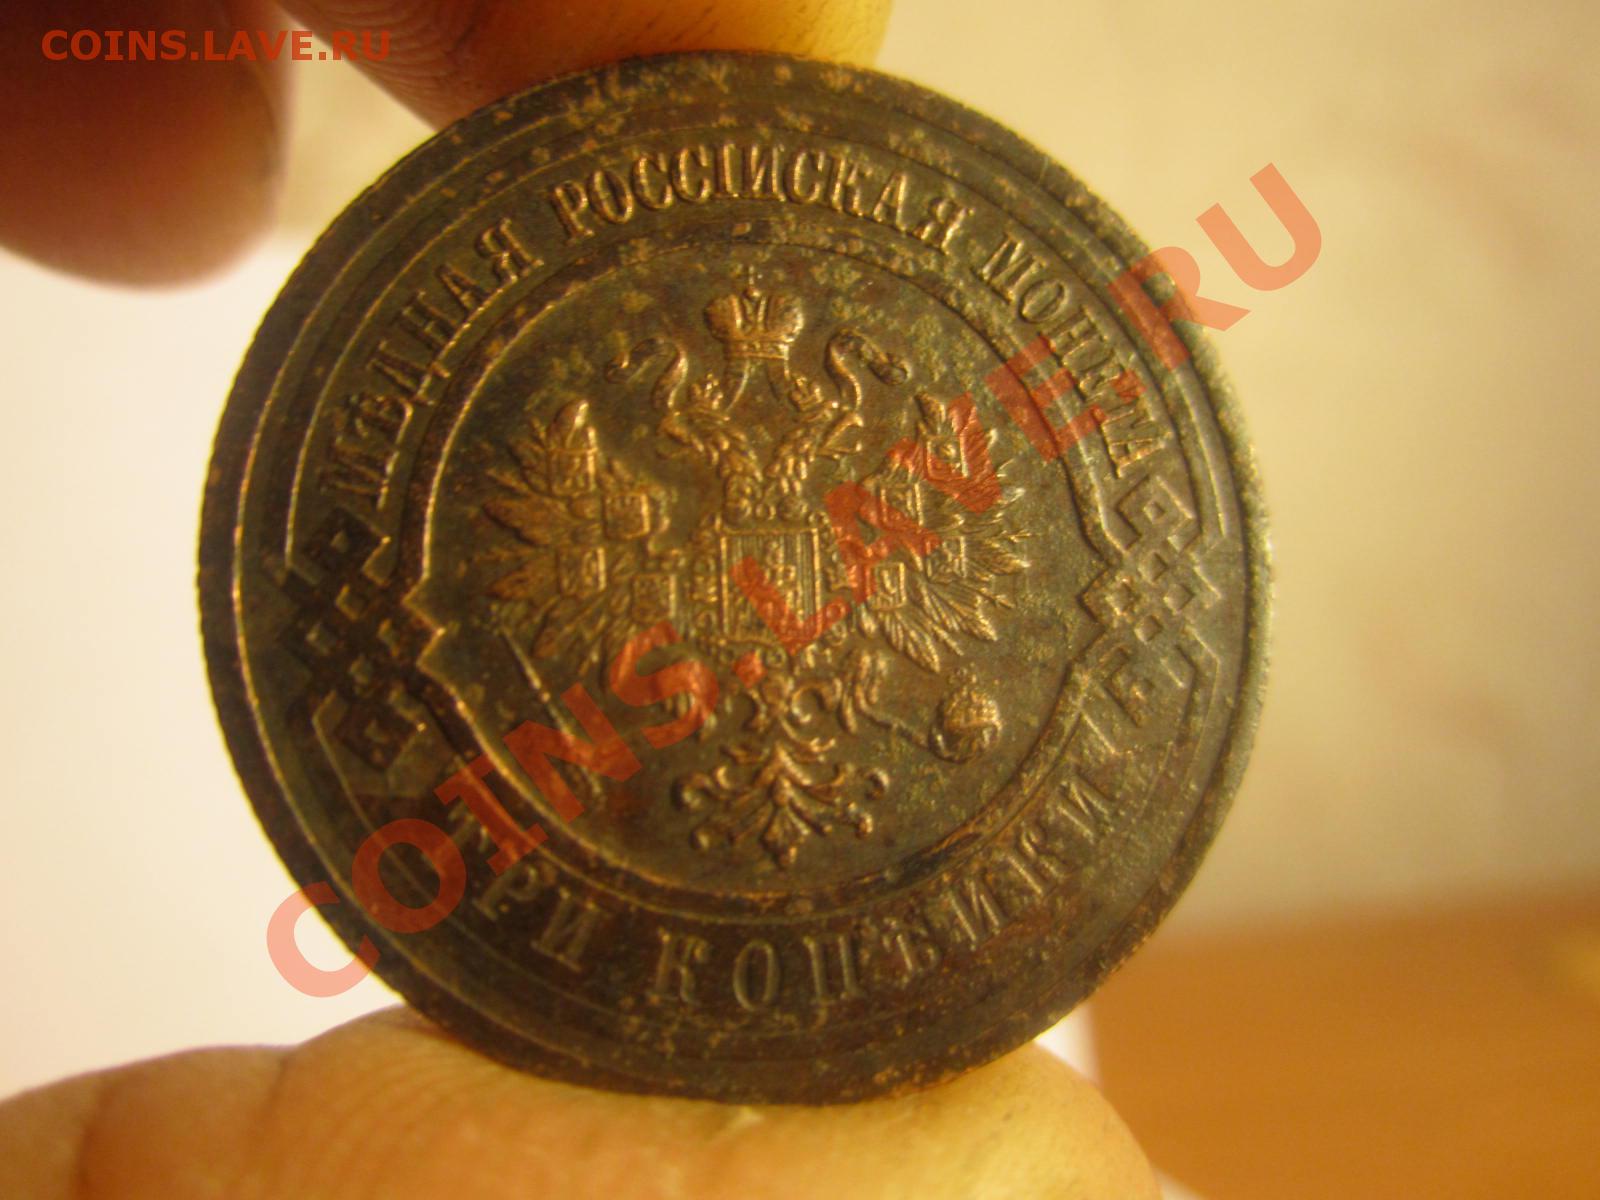 COINS.LAVE.RU
МѢДНАЯ РОССІЙСКАЯ МОНЕТА
ТРИ КОПѢЙКИ
COINS.LAVE.RU